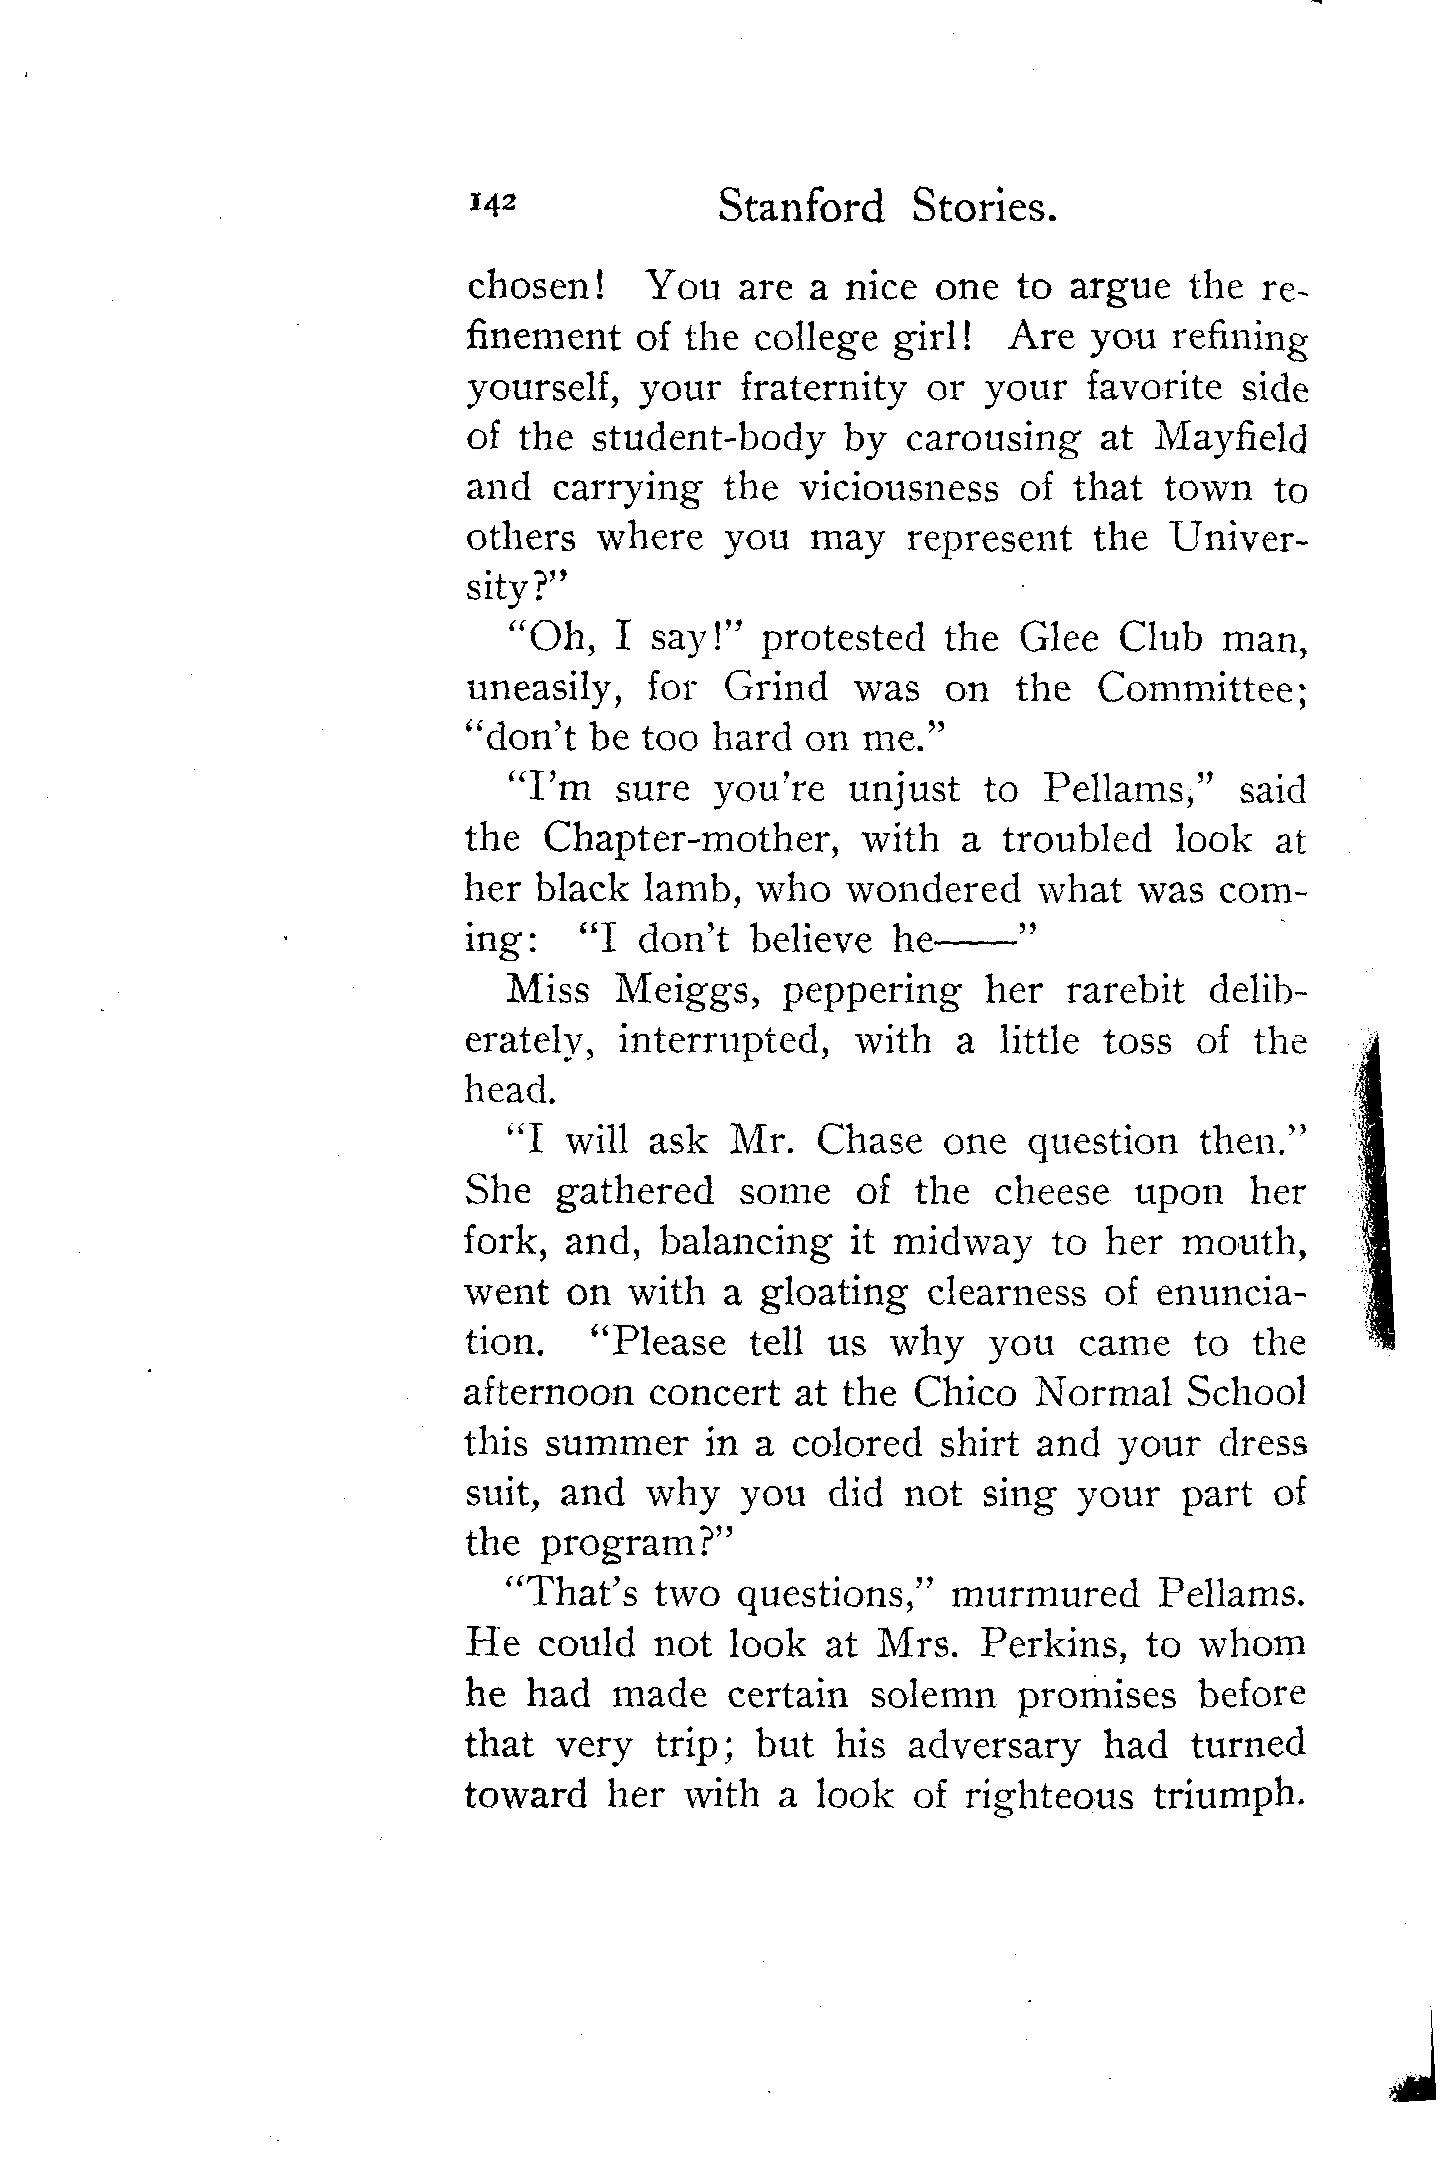 142 Stanford Stories.
chosen! You are a nice one to argue the re-
finement of the college girl! Are you refining
yourself, your fraternity or your favorite side
of the student-body by carousing at Mayfield
and carrying the viciousness of that town to
others where you may represent the Univer-
sity?"
"Oh, I say!" protested the Glee Club man,
uneasily, for Grind was on the Committee;
"don't be too hard on me."
"I'm sure you're unjust to Pellams," said
the Chapter-mother, with a troubled look at
her black lamb, who wondered what was com-
ing: "I don't believe he——"
Miss Meiggs, peppering her rarebit delib-
erately, interrupted, with a little toss of the
head.
"I will ask Mr. Chase one question then."
She gathered some of the cheese upon her
fork, and, balancing it midway to her mouth,
went on with a gloating clearness of enuncia-
tion. "Please tell us why you came to the
afternoon concert at the Chico Normal School
this summer in a colored shirt and your dress
suit, and why you did not sing your part of
the program?"
"That's two questions," murmured Pellams.
He could not look at Mrs. Perkins, to whom
he had made certain solemn promises before
that very trip; but his adversary had turned
toward her with a look of righteous triumph.